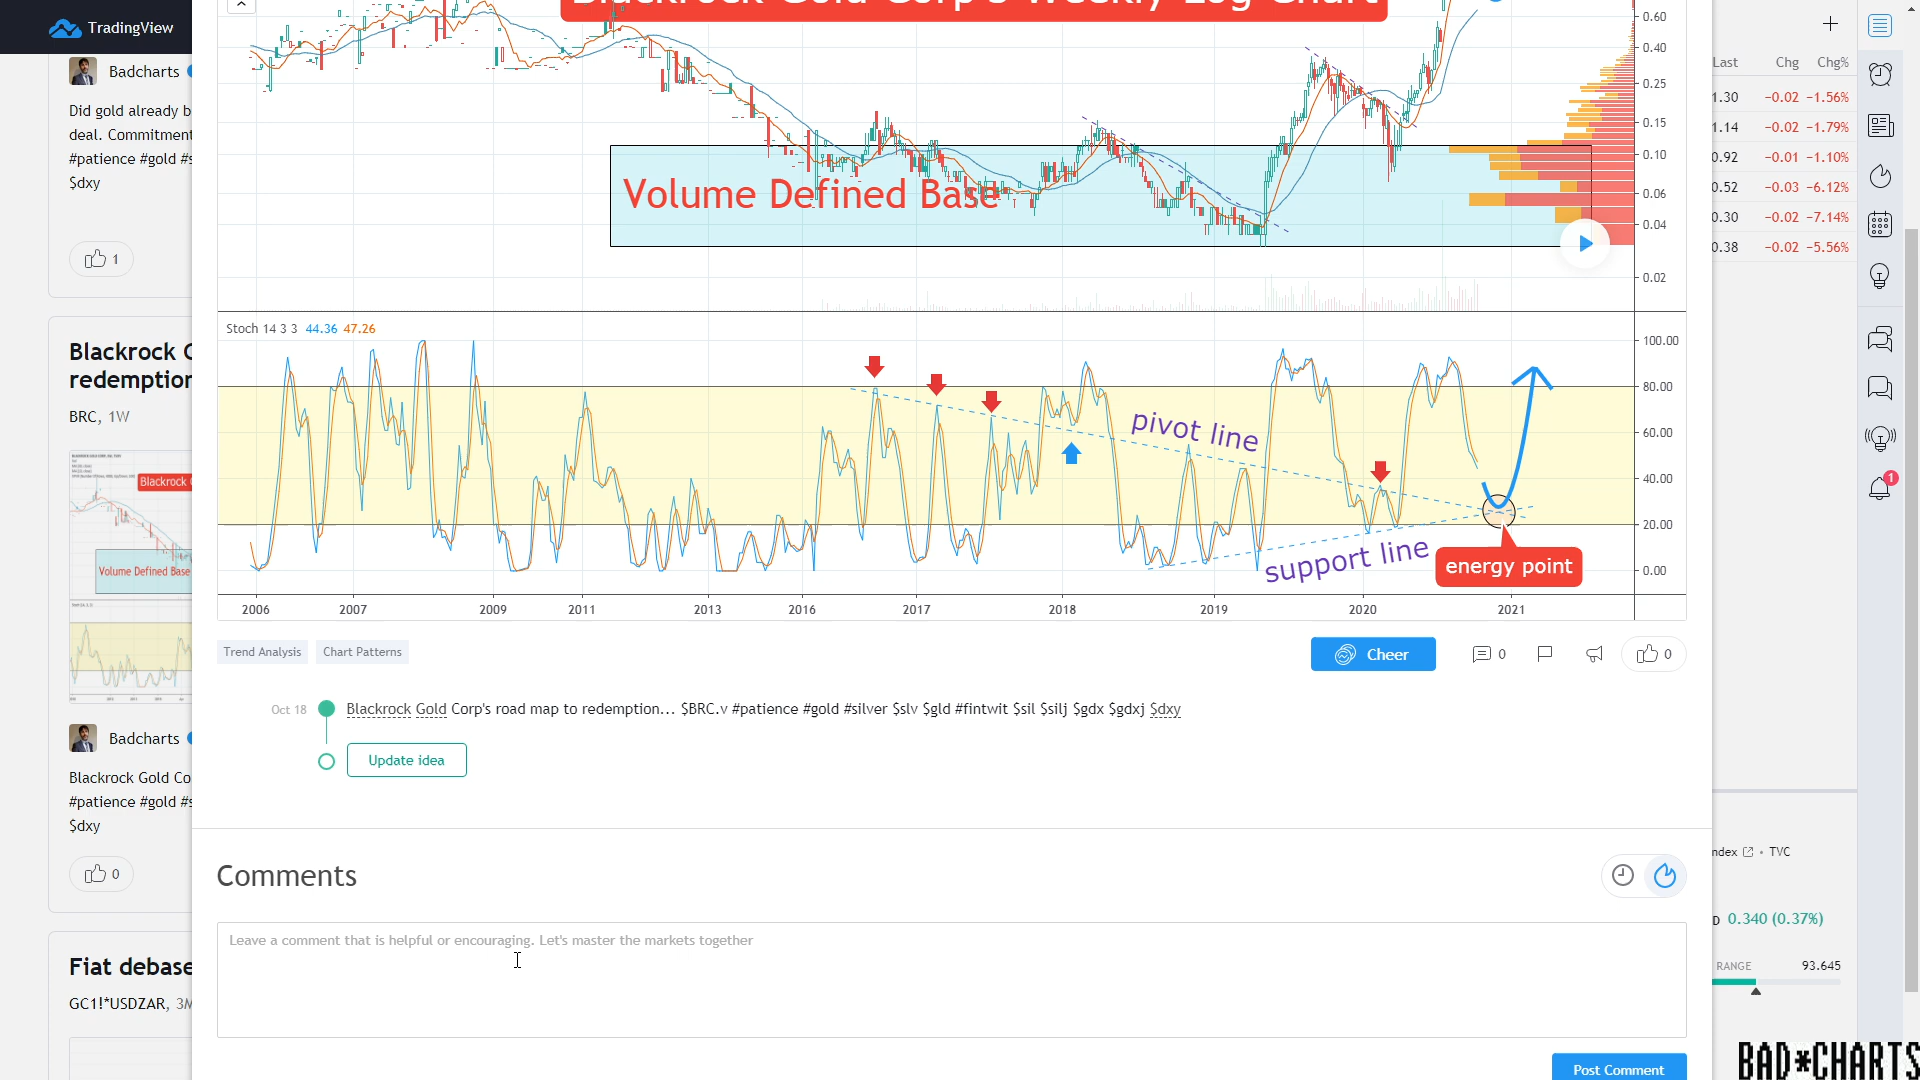 TradingView
Badcharts
Did gold already b
deal. Commitment
#patience #gold #s
$dxy
1
Blackrock G
redemption
BRC, 1W
Blackrock
Volume Defined Base
Badcharts
Blackrock Gold Co
#patience #gold #s
$dxy
0
Fiat debase
GC1!*USDZAR, 3M
Blackrock Gold Corp's Weekly Log Chart
0.60
0.40
0.25
0.15
0.10
0.06
0.04
0.02
Volume Defined Base
Stoch 14 3 3 44.36 47.26
100.00
80.00
60.00
40.00
20.00
0.00
pivot line
support line
energy point
2006 2007 2009 2011 2013 2016 2017 2018 2019 2020 2021
Trend Analysis Chart Patterns
Cheer 0 0
Oct 18 Blackrock Gold Corp's road map to redemption... $BRC.v #patience #gold #silver $slv $gld #fintwit $sil $silj $gdx $gdxj $dxy
Update idea
Comments
Leave a comment that is helpful or encouraging. Let's master the markets together
Post Comment
Last Chg Chg%
1.30 -0.02 -1.56%
1.14 -0.02 -1.79%
0.92 -0.01 -1.10%
0.52 -0.03 -6.12%
0.30 -0.02 -7.14%
0.38 -0.02 -5.56%
1
ndex • TVC
D 0.340 (0.37%)
RANGE 93.645
BAD*CHARTS